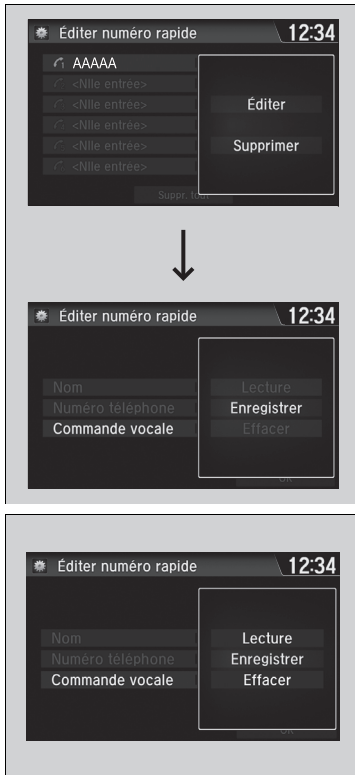 Éditer numéro rapide 12:34
AAAAA
<Nlle entrée>
<Nlle entrée>
<Nlle entrée>
<Nlle entrée>
<Nlle entrée>
Éditer
Supprimer
Suppr. tout
Éditer numéro rapide 12:34
Nom
Numéro téléphone
Commande vocale
Lecture
Enregistrer
Effacer
OK
Éditer numéro rapide 12:34
Nom
Numéro téléphone
Commande vocale
Lecture
Enregistrer
Effacer
OK